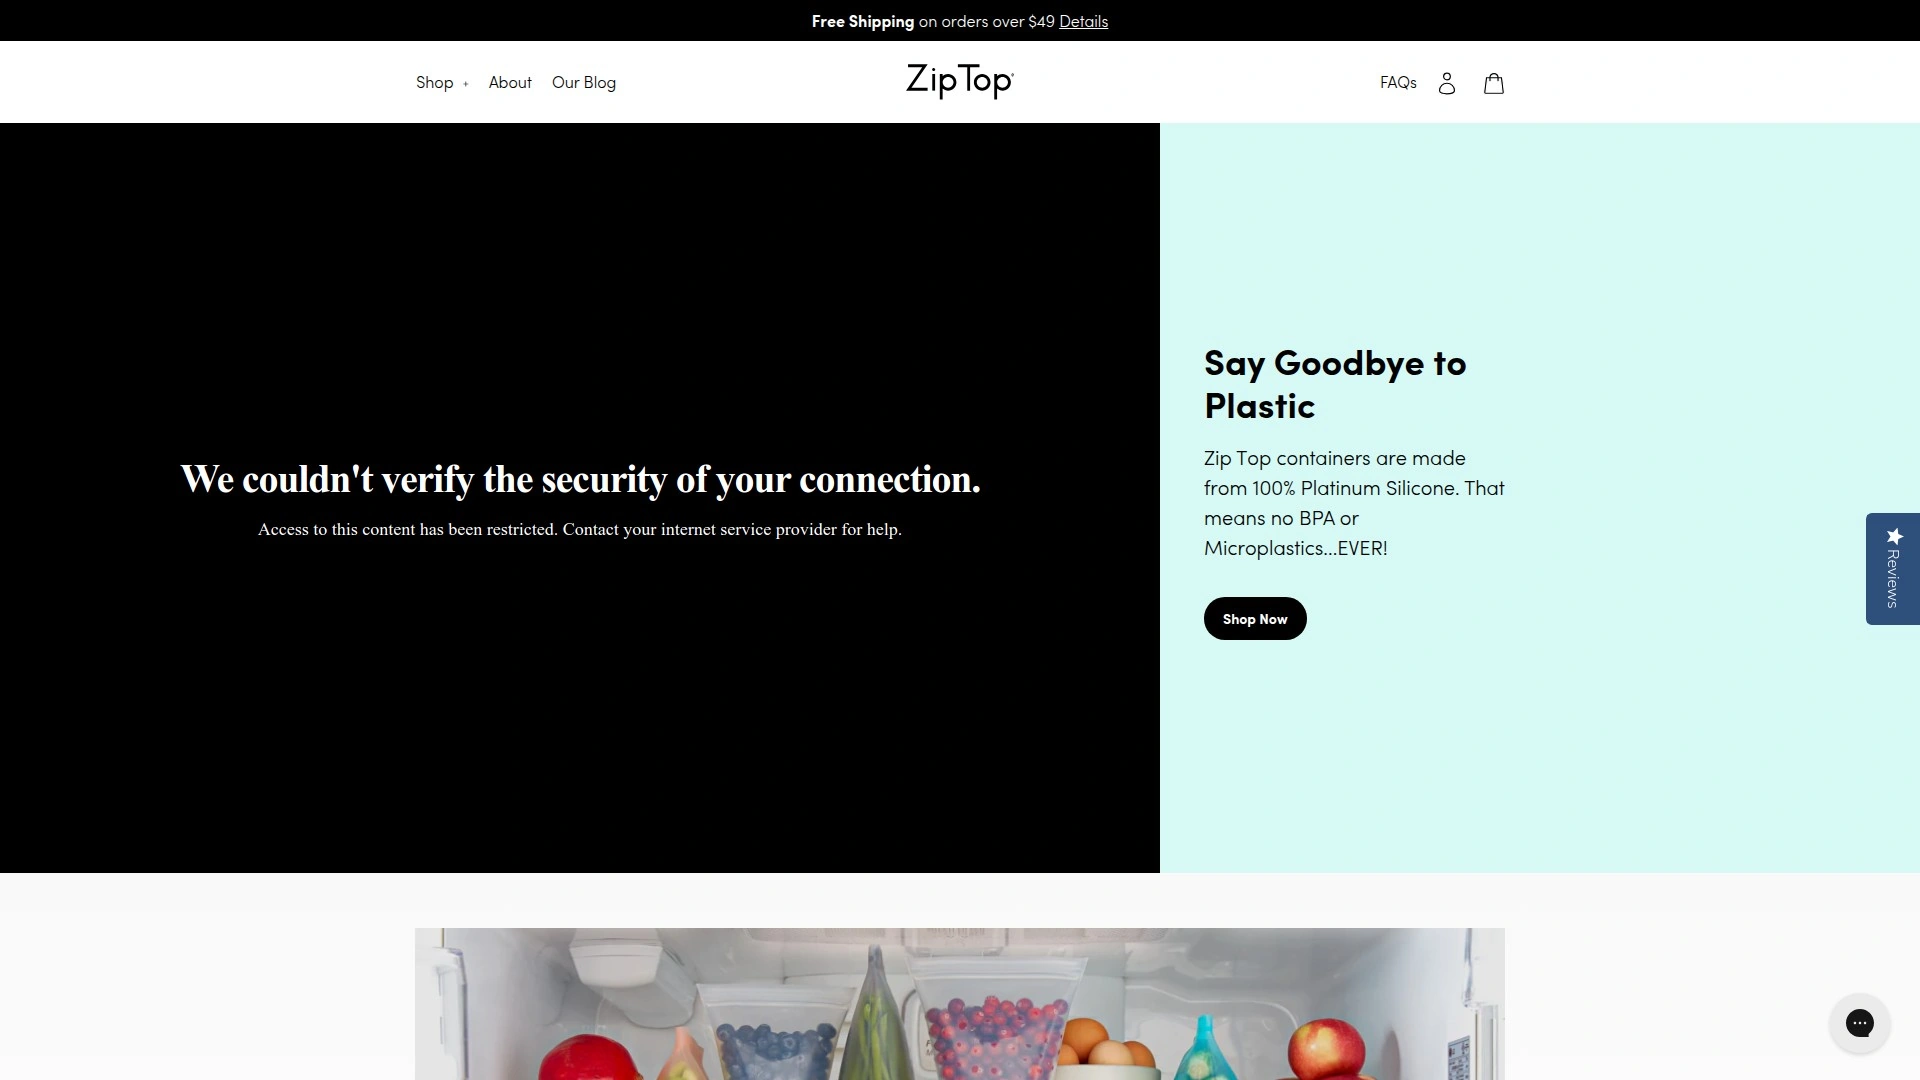 Free Shipping on orders over $49 Details
Shop +
About
Our Blog
ZipTop
FAQs
We couldn't verify the security of your connection.
Access to this content has been restricted. Contact your internet service provider for help.
Say Goodbye to
Plastic
Zip Top containers are made
from 100% Platinum Silicone. That
means no BPA or
Microplastics...EVER!
Shop Now
★ Reviews